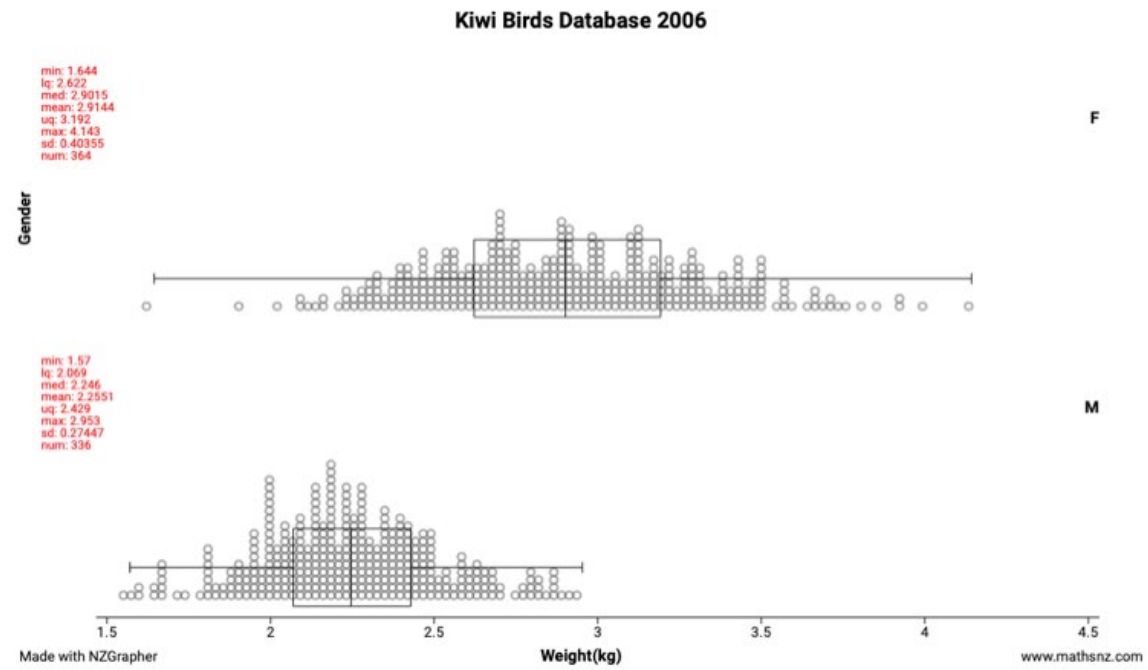 Kiwi Birds Database 2006
min: 1.644
lq: 2.622
med: 2.9015
mean: 2.9144
uq: 3.192
max: 4.143
sd: 0.40355
num: 364
F
Gender
min: 1.57
lq: 2.069
med: 2.246
mean: 2.2551
uq: 2.429
max: 2.953
sd: 0.27447
num: 336
M
1.5 2 2.5 3 3.5 4 4.5
Made with NZGrapher Weight(kg) www.mathsnz.com